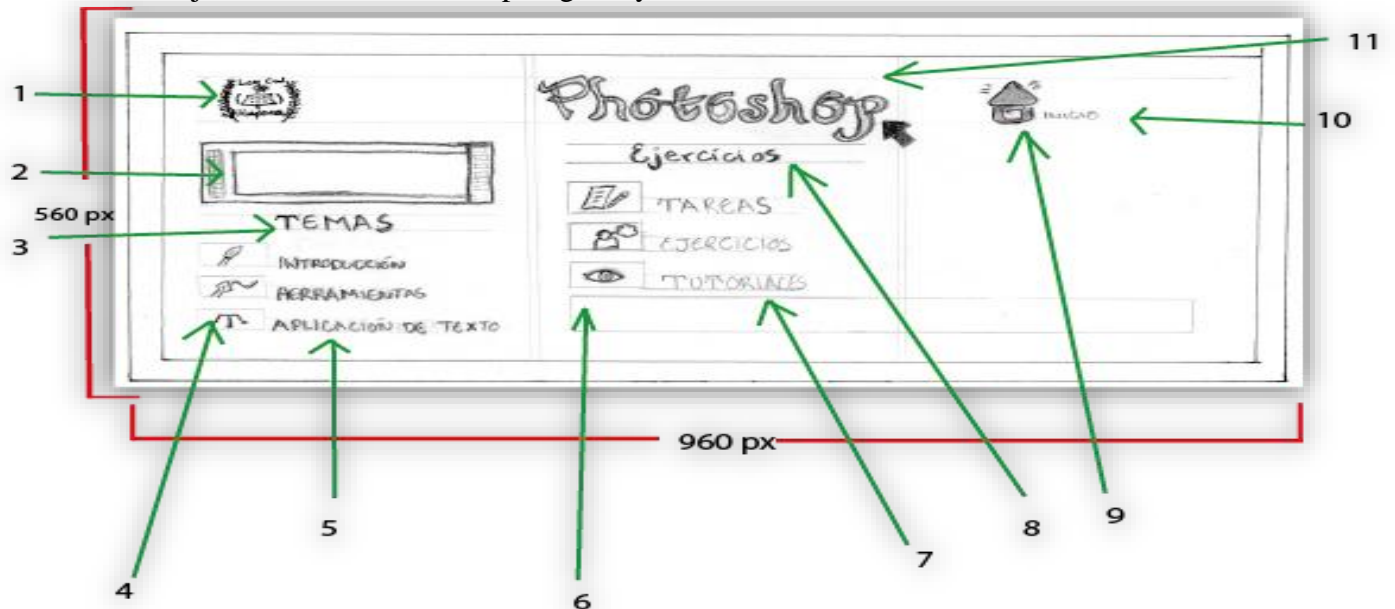 11
1
Photoshop
INICIO
10
Ejercicios
2
TAREAS
560 px
TEMAS
3
EJERCICIOS
INTRODUCCIÓN
TUTORIALES
HERRAMIENTAS
APLICACIÓN DE TEXTO
960 px
5
8
9
7
4
6